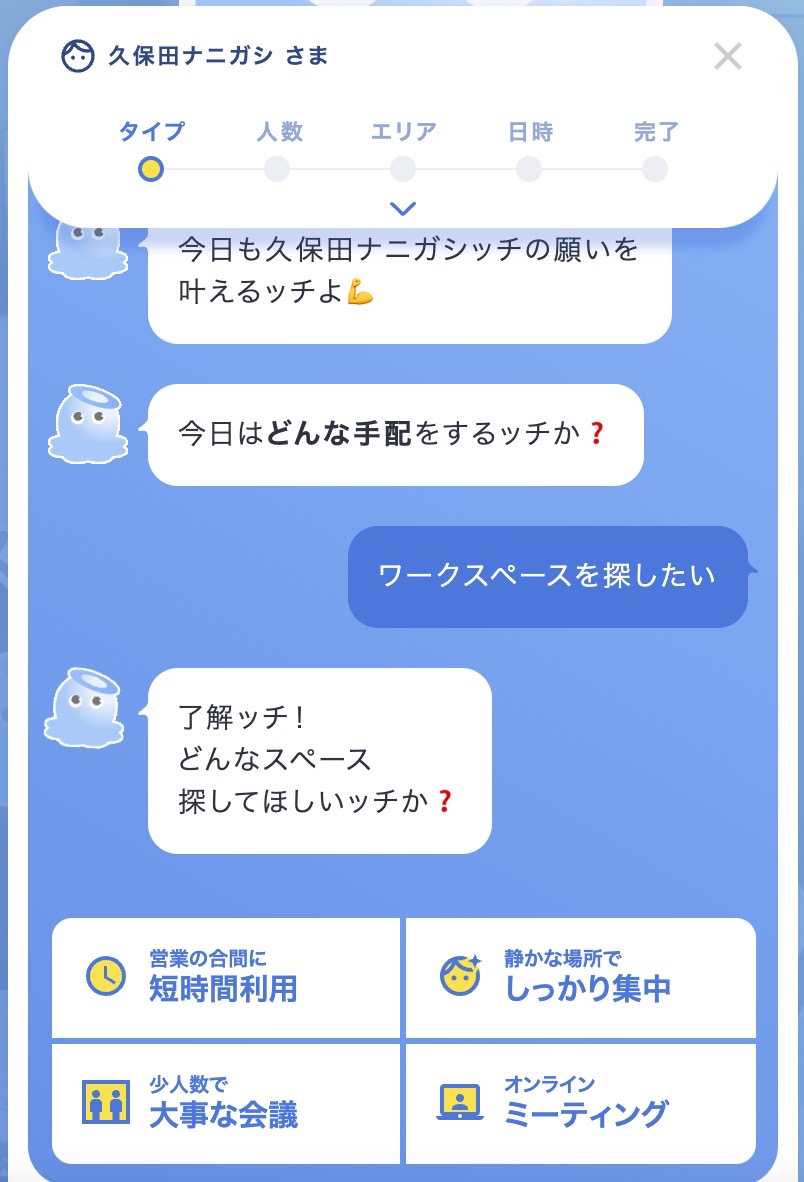 久保田ナニガシ さま
タイプ
人数
エリア
日時
完了
今日も久保田ナニガシッチの願いを
叶えるッチよ💪
今日はどんな手配をするッチか❓
ワークスペースを探したい
了解ッチ！
どんなスペース
探してほしいッチか❓
営業の合間に
短時間利用
静かな場所で
しっかり集中
少人数で
大事な会議
オンライン
ミーティング